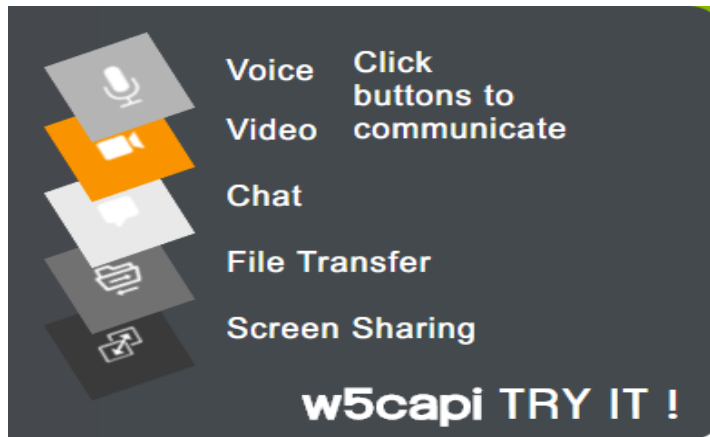 Voice
Click
buttons to
Video
communicate
Chat
File Transfer
Screen Sharing
w5capi TRY IT !